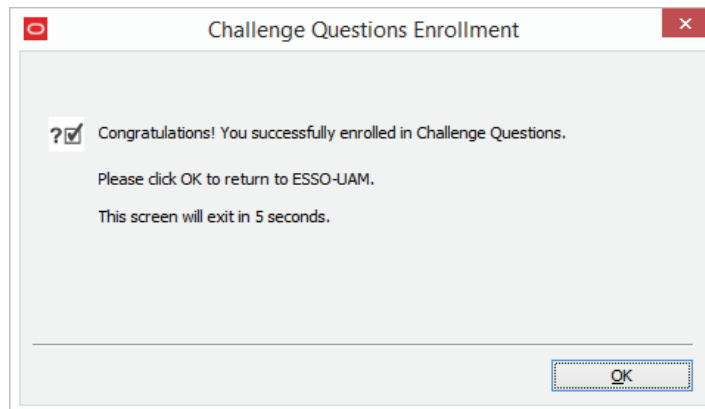 Challenge Questions Enrollment
Congratulations! You successfully enrolled in Challenge Questions.
Please click OK to return to ESSO-UAM.
This screen will exit in 5 seconds.
OK